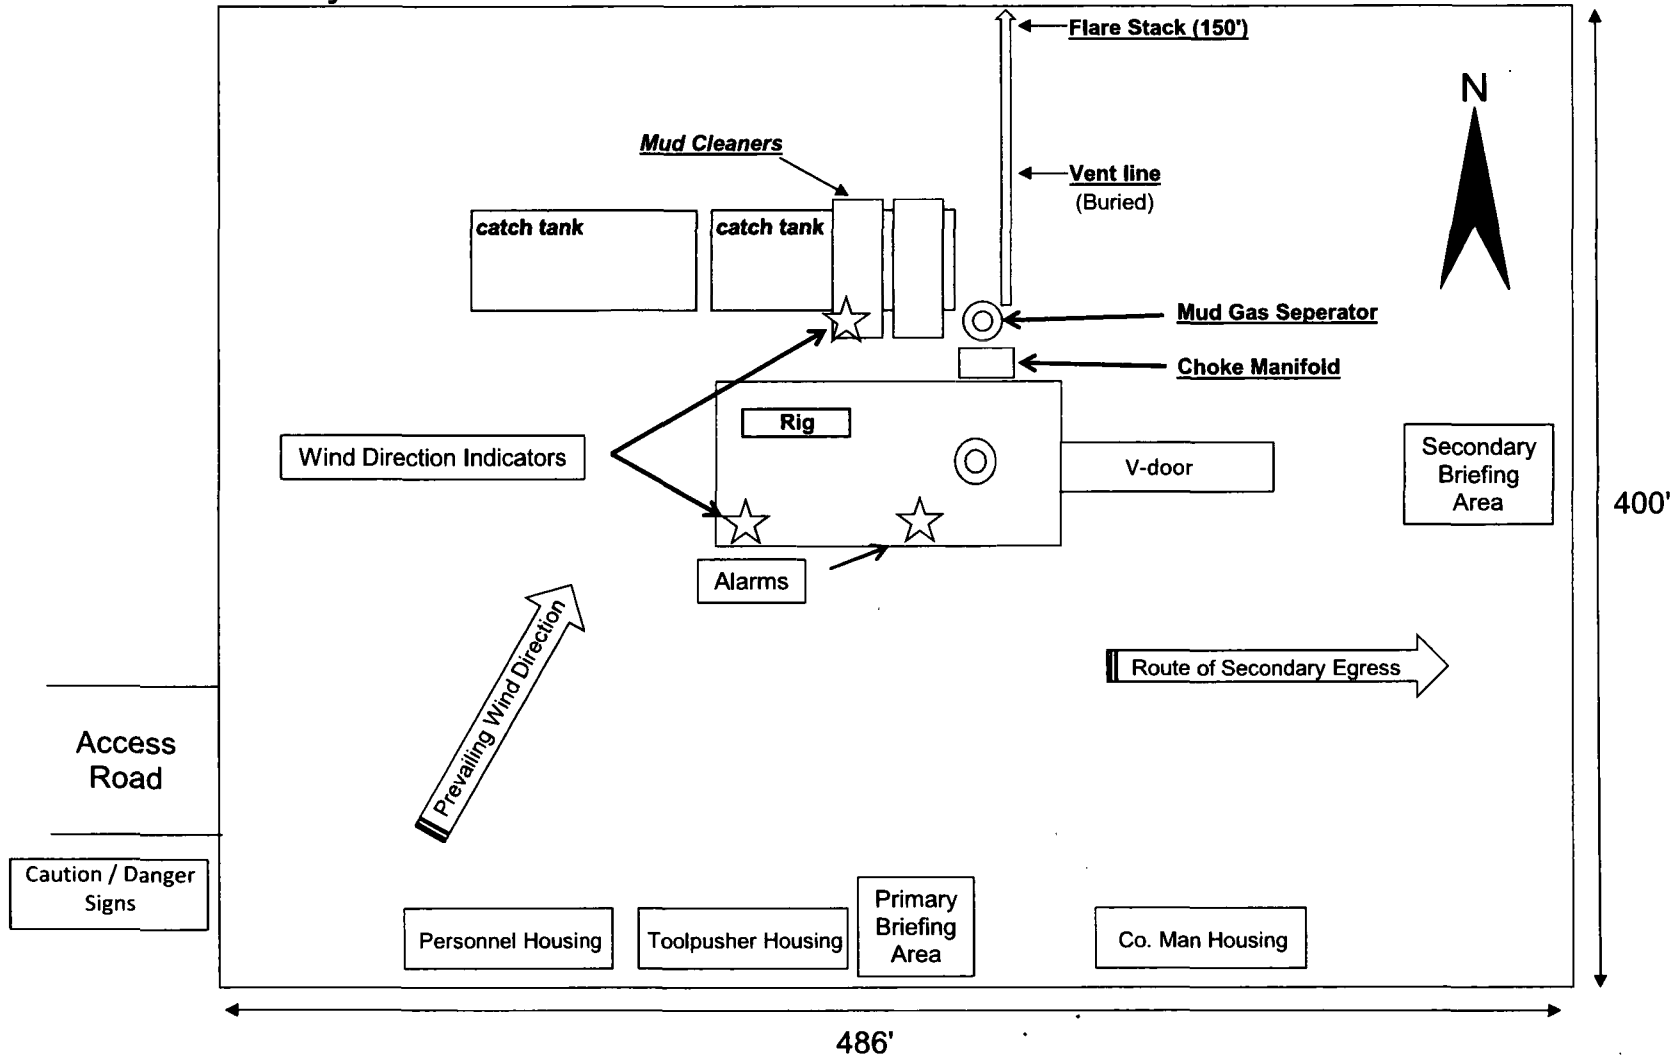 Flare Stack (150')
N
Mud Cleaners
Vent line
(Buried)
catch tank
catch tank
Mud Gas Seperator
Choke Manifold
Rig
Wind Direction Indicators
V-door
Secondary
Briefing
Area
400'
Alarms
Prevailing Wind Direction
Route of Secondary Egress
Access
Road
Caution / Danger
Signs
Primary
Briefing
Area
Personnel Housing
Toolpusher Housing
Co. Man Housing
486'